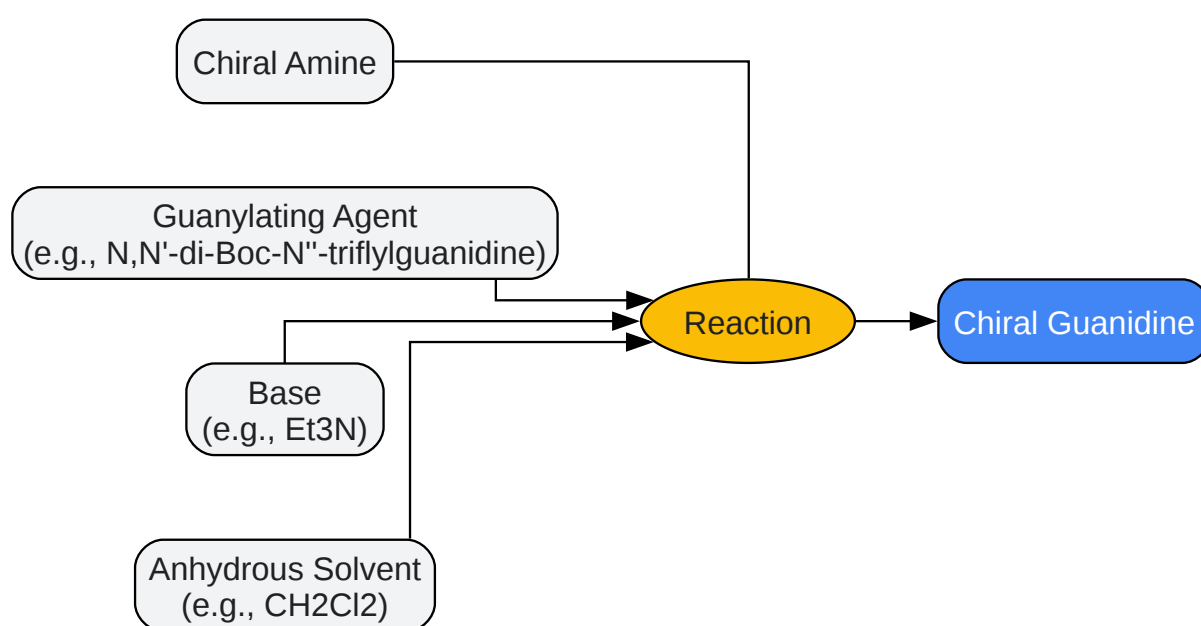 Chiral Amine
Guanylating Agent
(e.g., N,N'-di-Boc-N''-triflylguanidine)
Reaction
Chiral Guanidine
Base
(e.g., Et3N)
Anhydrous Solvent
(e.g., CH2Cl2)